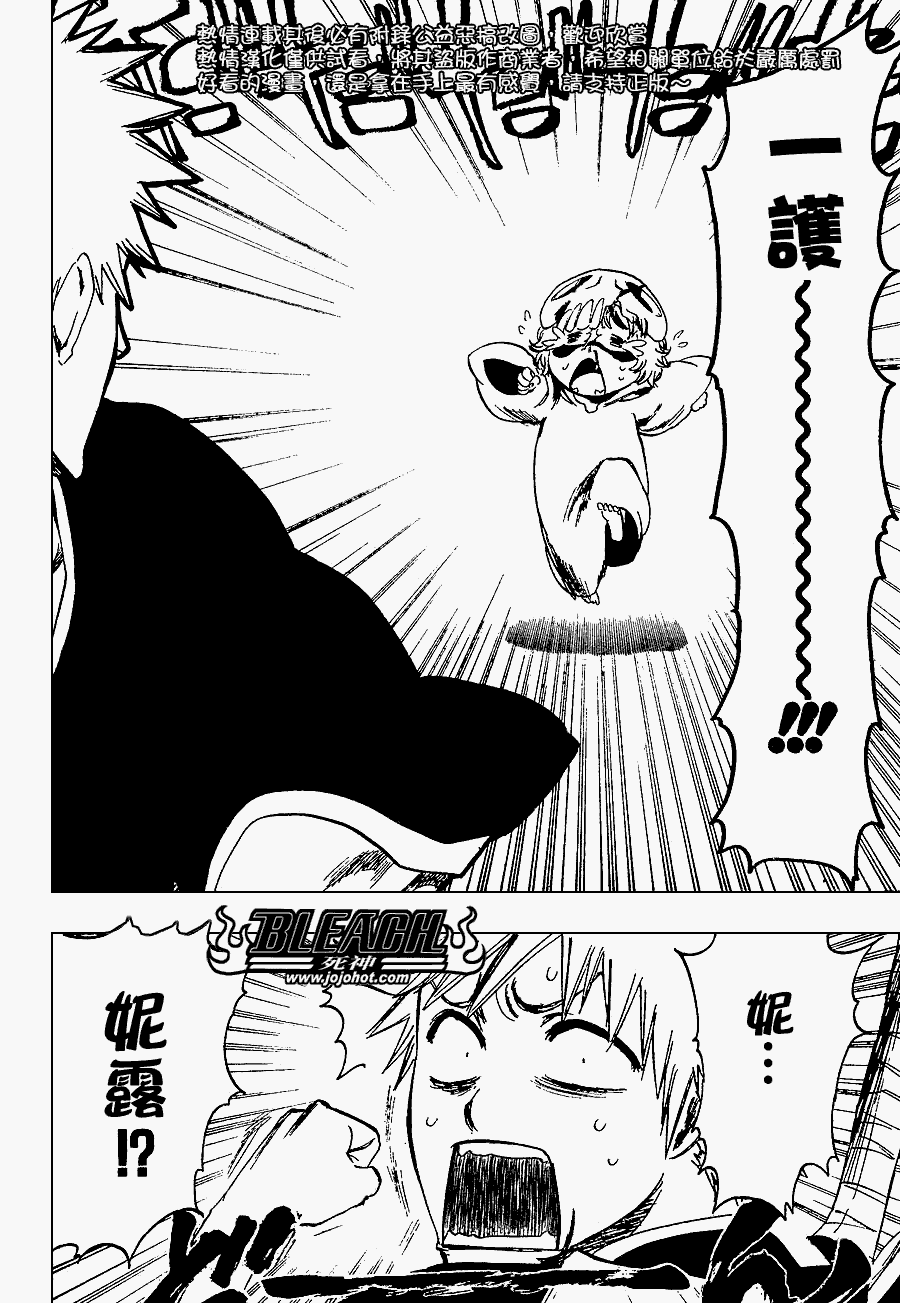 熱情連載其後必有附錄公益惡搞改圖，歡迎欣賞
熱情漢化僅供試看，將其盜版作商業者，希望相關單位給於嚴厲處罰
好看的漫畫，還是拿在手上最有感覺，請支持正版～
一護～～～～～～!!!
BLEACH
死神
www.jojohot.com
妮…
妮露!?